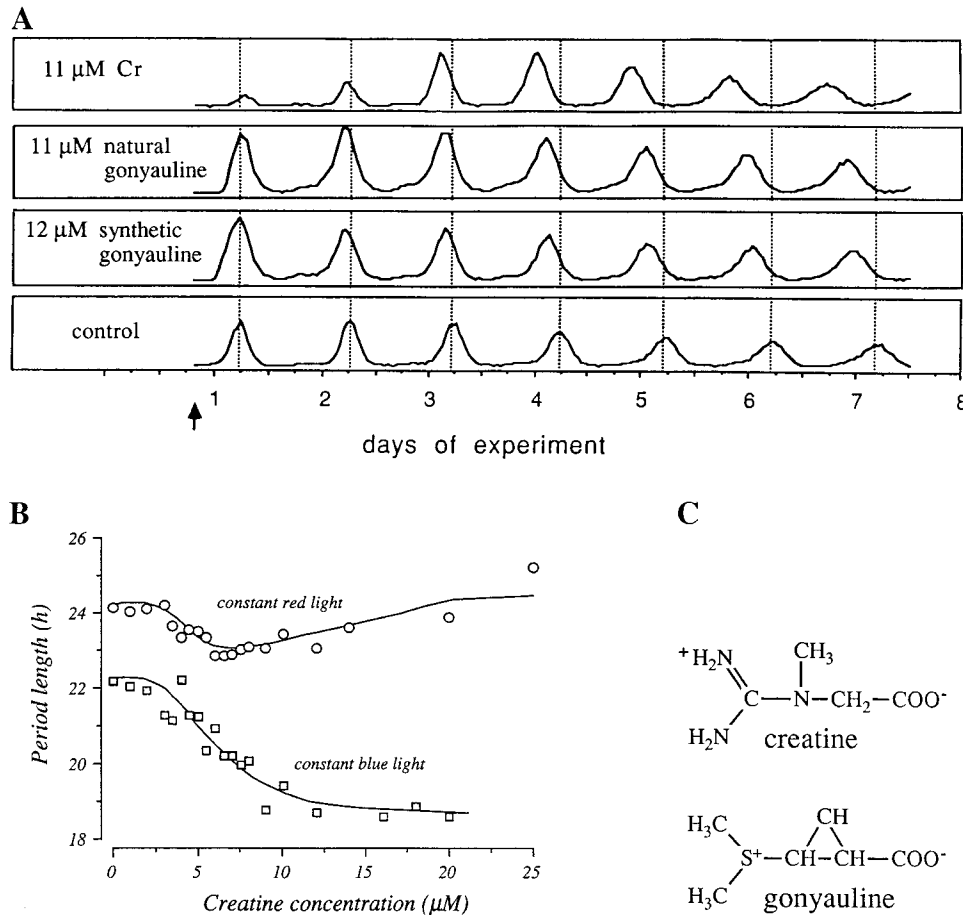 A
11 μM Cr
11 μM natural
gonyauline
12 μM synthetic
gonyauline
control
1 2 3 4 5 6 7 8
days of experiment
B
26
24
22
20
18
Period length (h)
constant red light
constant blue light
0 5 10 15 20 25
Creatine concentration (μM)
C
+H₂N CH₃
C—N—CH₂—COO⁻
H₂N
creatine
H₃C CH
S⁺—CH—CH—COO⁻
H₃C
gonyauline